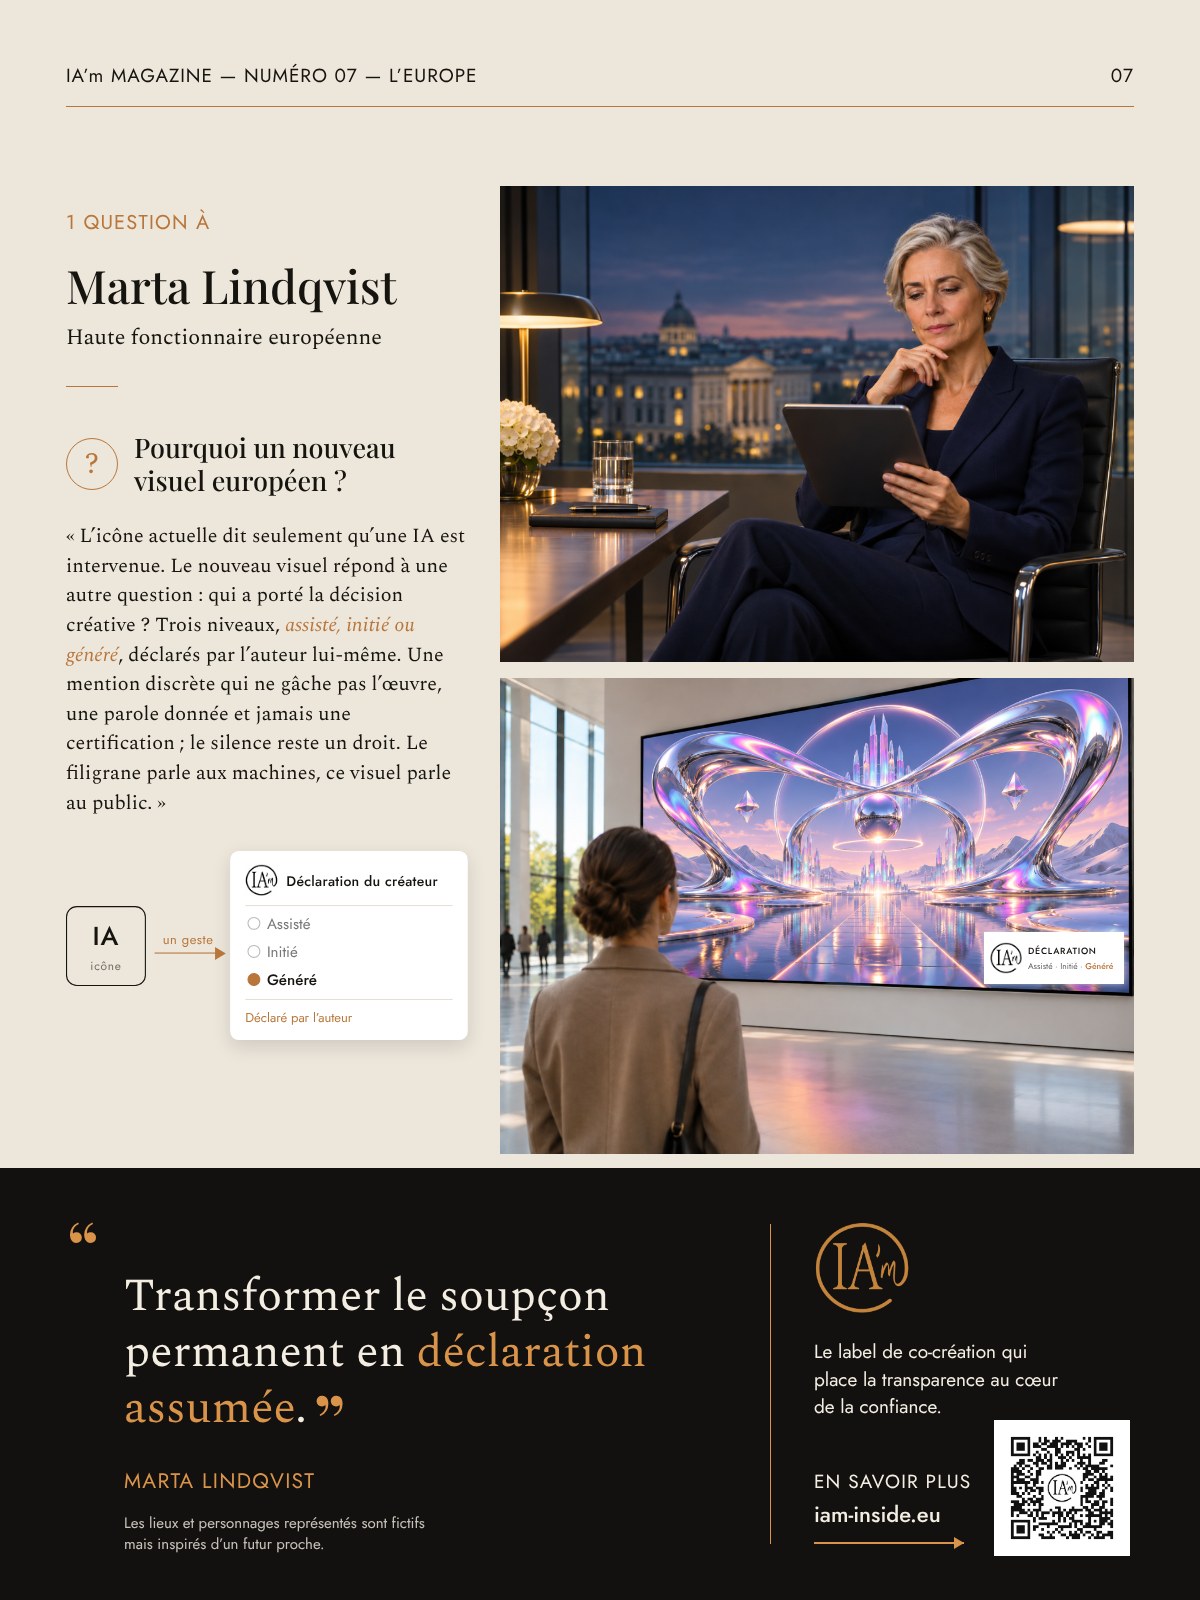 IA’m MAGAZINE — NUMÉRO 07 — L’EUROPE
07
1 QUESTION À
Marta Lindqvist
Haute fonctionnaire européenne
?
Pourquoi un nouveau
visuel européen ?
« L’icône actuelle dit seulement qu’une IA est
intervenue. Le nouveau visuel répond à une
autre question : qui a porté la décision
créative ? Trois niveaux, assisté, initié ou
généré, déclarés par l’auteur lui-même. Une
mention discrète qui ne gâche pas l’œuvre,
une parole donnée et jamais une
certification ; le silence reste un droit. Le
filigrane parle aux machines, ce visuel parle
au public. »
IA
icône
un geste
IA’m
Déclaration du créateur
Assisté
Initié
Généré
Déclaré par l’auteur
IA’m
DÉCLARATION
Assisté · Initié · Généré
“
Transformer le soupçon
permanent en déclaration
assumée. ”
MARTA LINDQVIST
Les lieux et personnages représentés sont fictifs
mais inspirés d’un futur proche.
IA’m
Le label de co-création qui
place la transparence au cœur
de la confiance.
EN SAVOIR PLUS
iam-inside.eu
IA’m